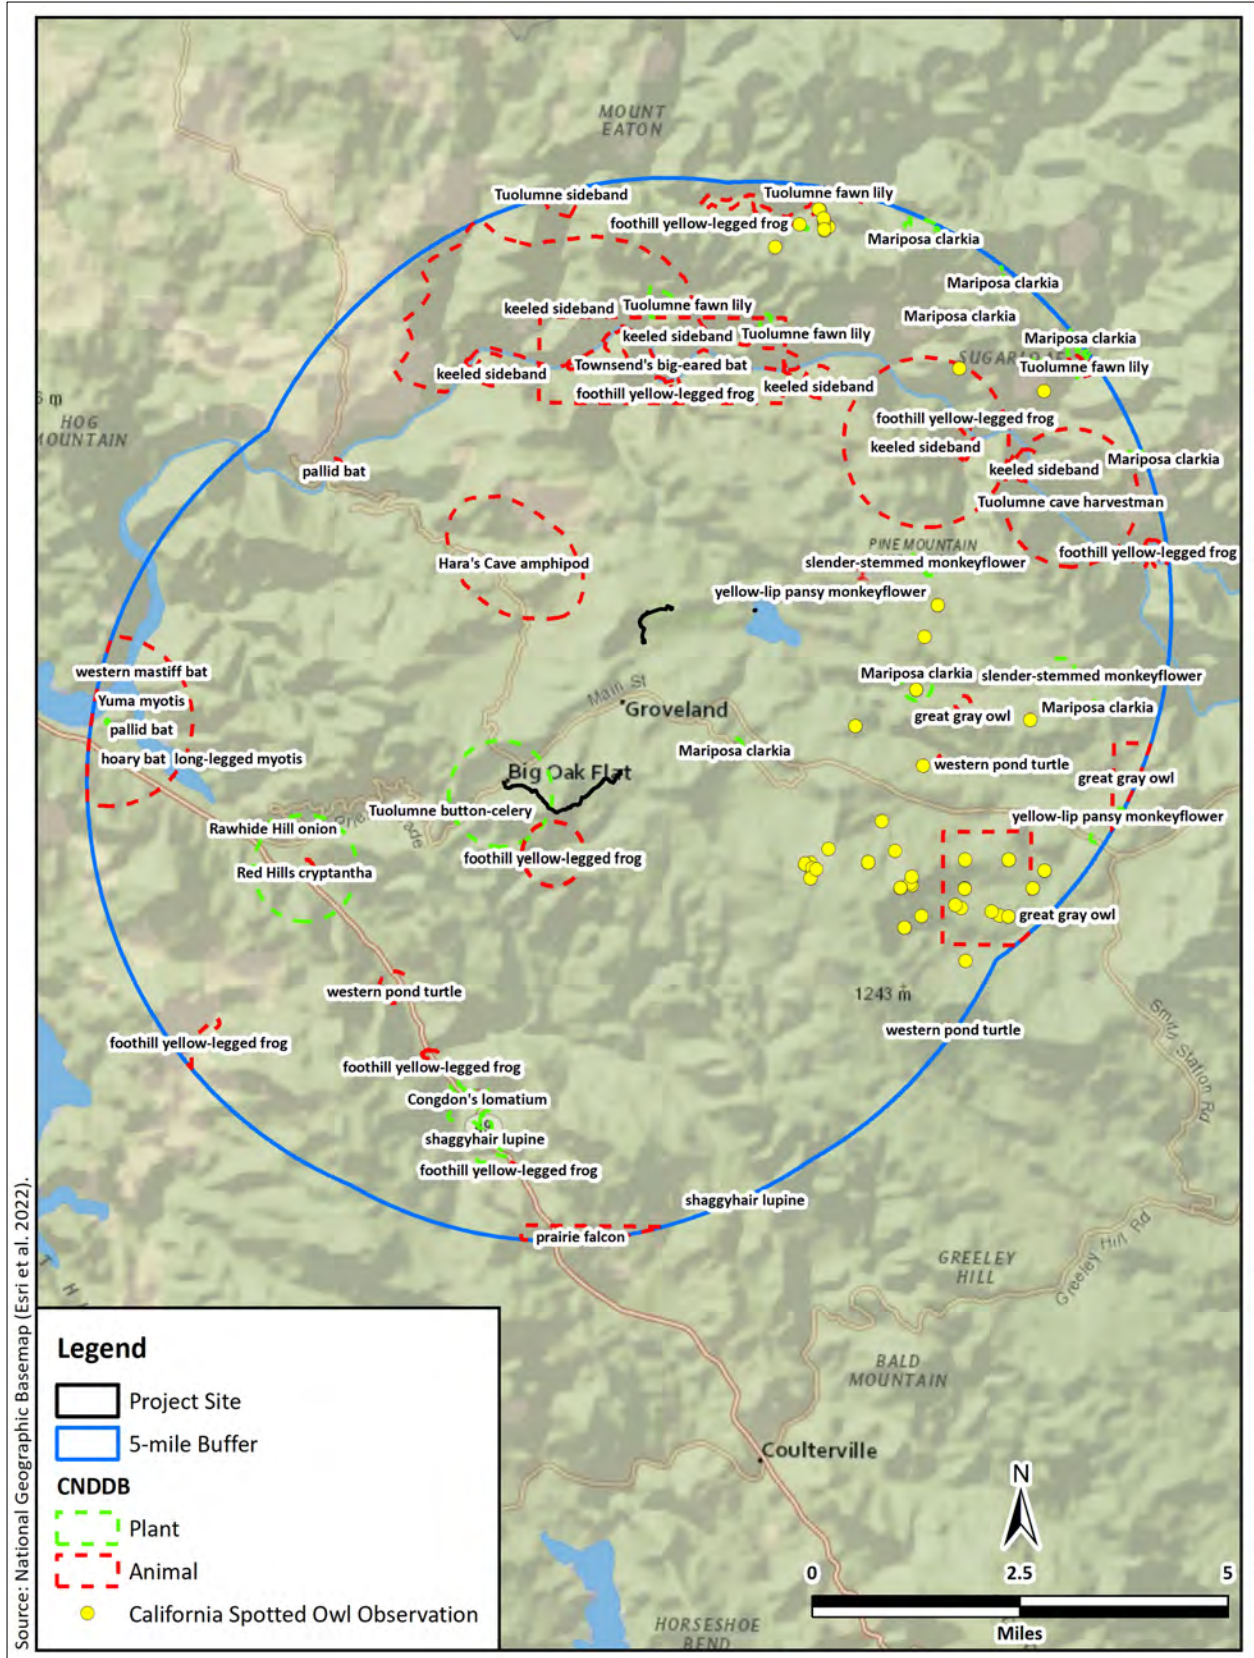 MOUNT
EATON
Tuolumne sideband
Tuolumne fawn lily
foothill yellow-legged frog
Mariposa clarkia
Mariposa clarkia
keeled sideband
Tuolumne fawn lily
Mariposa clarkia
keeled sideband
Tuolumne fawn lily
Mariposa clarkia
Townsend's big-eared bat
Tuolumne fawn lily
keeled sideband
keeled sideband
foothill yellow-legged frog
6 m
HOG
MOUNTAIN
foothill yellow-legged frog
keeled sideband
Mariposa clarkia
pallid bat
keeled sideband
Tuolumne cave harvestman
PINE MOUNTAIN
foothill yellow-legged frog
Hara's Cave amphipod
slender-stemmed monkeyflower
yellow-lip pansy monkeyflower
western mastiff bat
Mariposa clarkia
slender-stemmed monkeyflower
Yuma myotis
Main St
Groveland
great gray owl
Mariposa clarkia
pallid bat
Mariposa clarkia
hoary bat
long-legged myotis
western pond turtle
Big Oak Flat
great gray owl
Tuolumne button-celery
yellow-lip pansy monkeyflower
Rawhide Hill onion
foothill yellow-legged frog
Red Hills cryptantha
great gray owl
western pond turtle
1243 m
western pond turtle
Smith Station Rd
foothill yellow-legged frog
foothill yellow-legged frog
Congdon's lomatium
shaggyhair lupine
foothill yellow-legged frog
shaggyhair lupine
prairie falcon
GREELEY
HILL
Greeley Hill Rd
BALD
MOUNTAIN
Coulterville
HORSESHOE
BEND
Legend
Project Site
5-mile Buffer
CNDDB
Plant
Animal
California Spotted Owl Observation
N
0 2.5 5
Miles
Source: National Geographic Basemap (Esri et al. 2022).